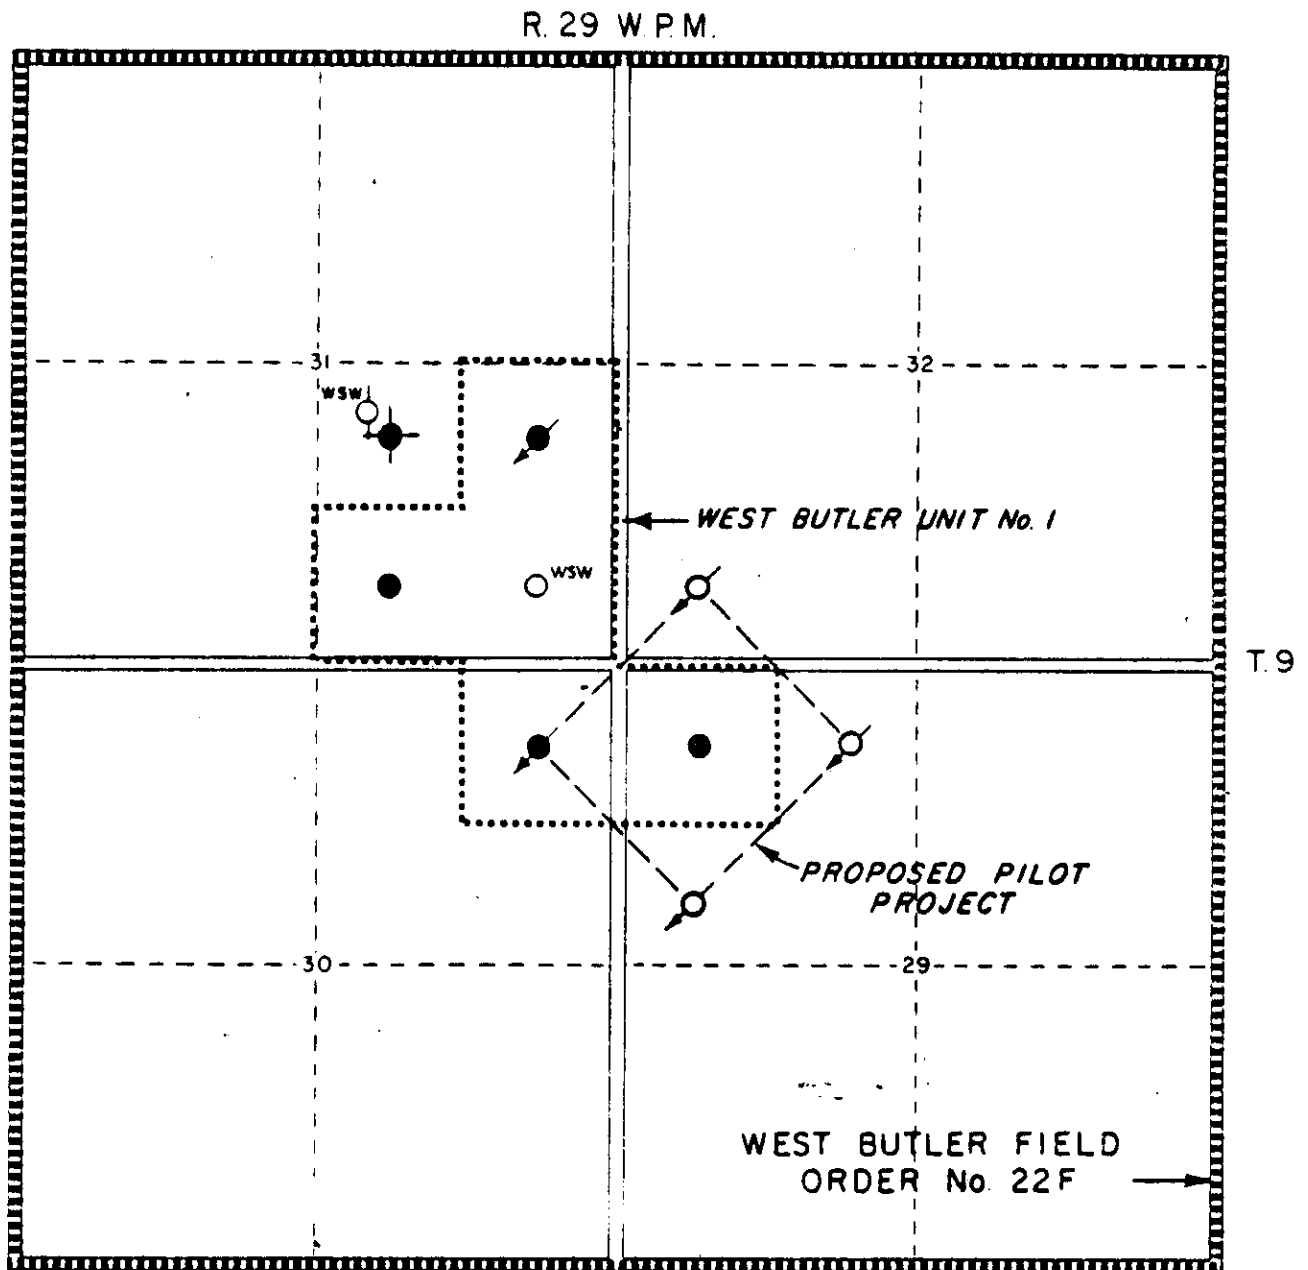 R. 29 W.P.M.
31
32
WSW
WEST BUTLER UNIT No. 1
WSW
T. 9
PROPOSED PILOT
PROJECT
30
29
WEST BUTLER FIELD
ORDER No. 22F